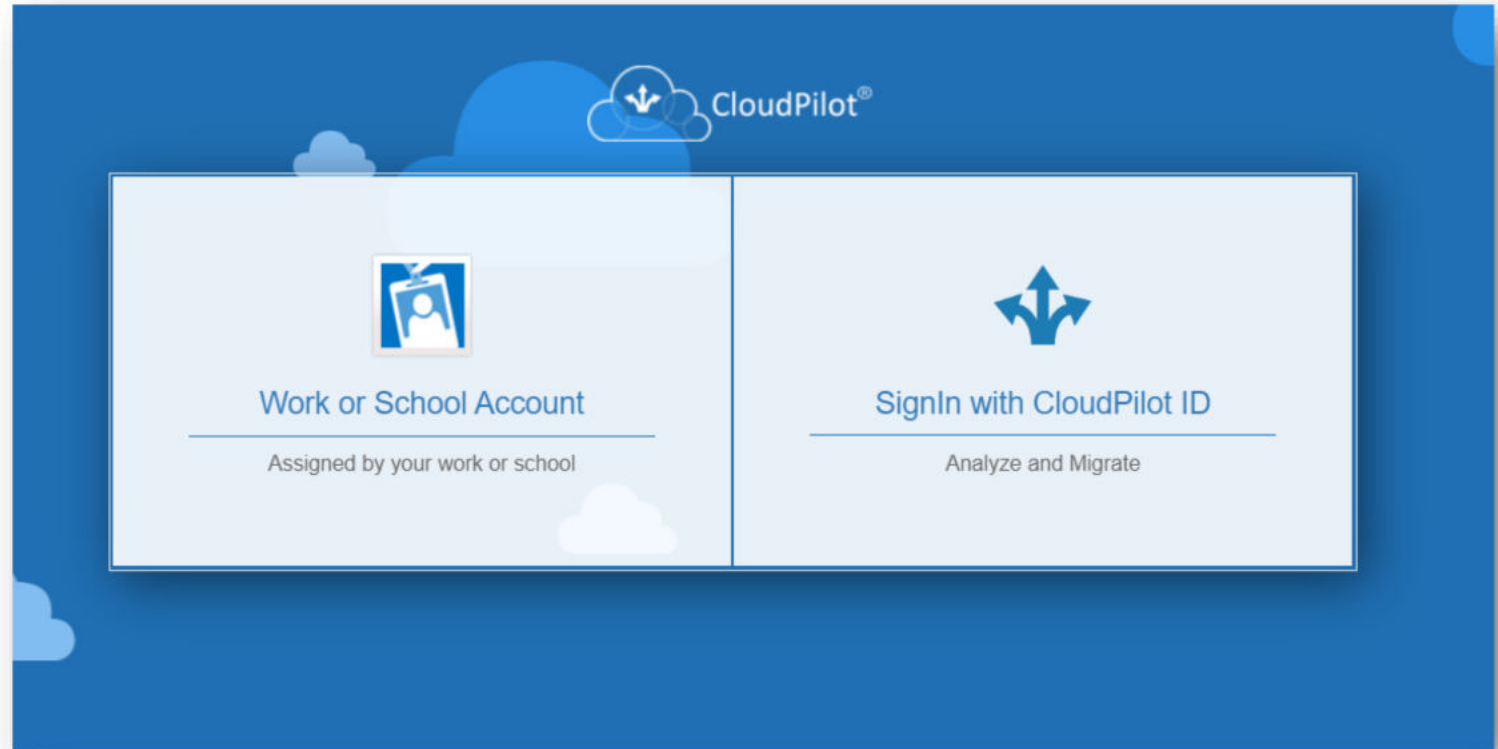 CloudPilot®
Work or School Account
Assigned by your work or school
SignIn with CloudPilot ID
Analyze and Migrate